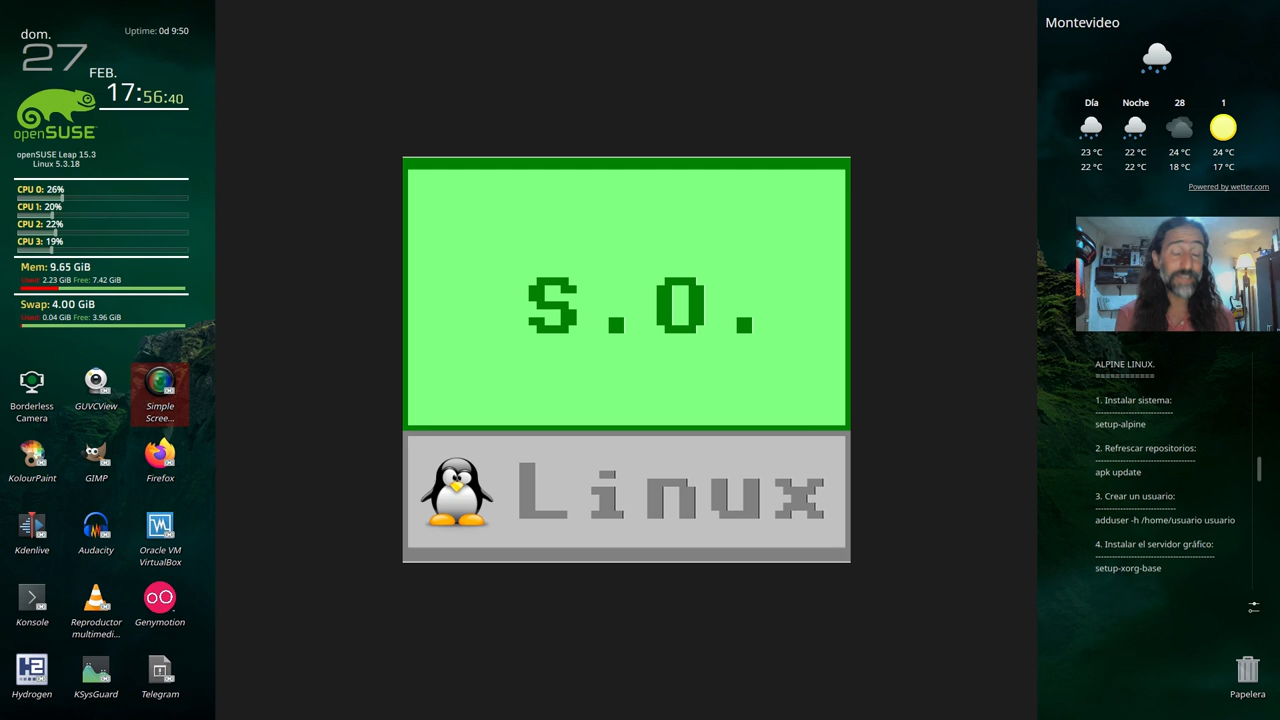 dom.
27
FEB.
17:56:40
Uptime: 0d 9:50
openSUSE
openSUSE Leap 15.3
Linux 5.3.18
CPU 0: 26%
CPU 1: 20%
CPU 2: 22%
CPU 3: 19%
Mem: 9.65 GiB
Used: 2.23 GiB Free: 7.42 GiB
Swap: 4.00 GiB
Used: 0.04 GiB Free: 3.96 GiB
Borderless Camera
GUVCView
Simple Scree...
KolourPaint
GIMP
Firefox
Kdenlive
Audacity
Oracle VM VirtualBox
Konsole
Reproductor multimedi...
Genymotion
Hydrogen
KSysGuard
Telegram
S.O.
Linux
Montevideo
Día Noche 28 1
23 °C 22 °C 24 °C 24 °C
22 °C 22 °C 18 °C 17 °C
Powered by wetter.com
ALPINE LINUX.
============
1. Instalar sistema:
--------------------------
setup-alpine
2. Refrescar repositorios:
---------------------------------
apk update
3. Crear un usuario:
---------------------------
adduser -h /home/usuario usuario
4. Instalar el servidor gráfico:
----------------------------------------
setup-xorg-base
Papelera